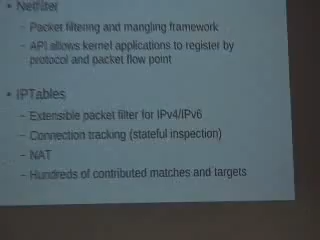 • Netfilter
– Packet filtering and mangling framework
– API allows kernel applications to register by
protocol and packet flow point
• IPTables
– Extensible packet filter for IPv4/IPv6
– Connection tracking (stateful inspection)
– NAT
– Hundreds of contributed matches and targets